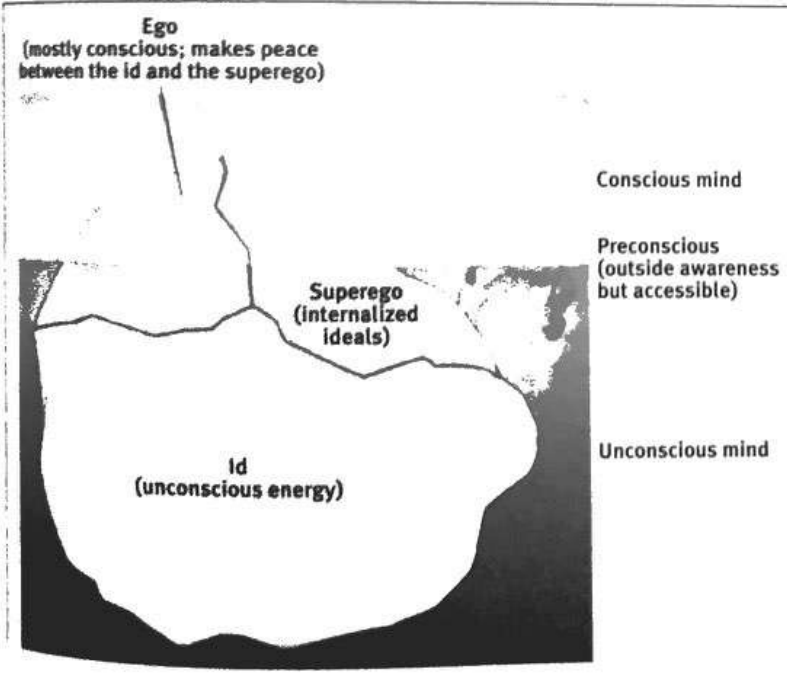 Ego
(mostly conscious; makes peace
between the id and the superego)
Conscious mind
Preconscious
(outside awareness
but accessible)
Superego
(internalized
ideals)
Id
(unconscious energy)
Unconscious mind